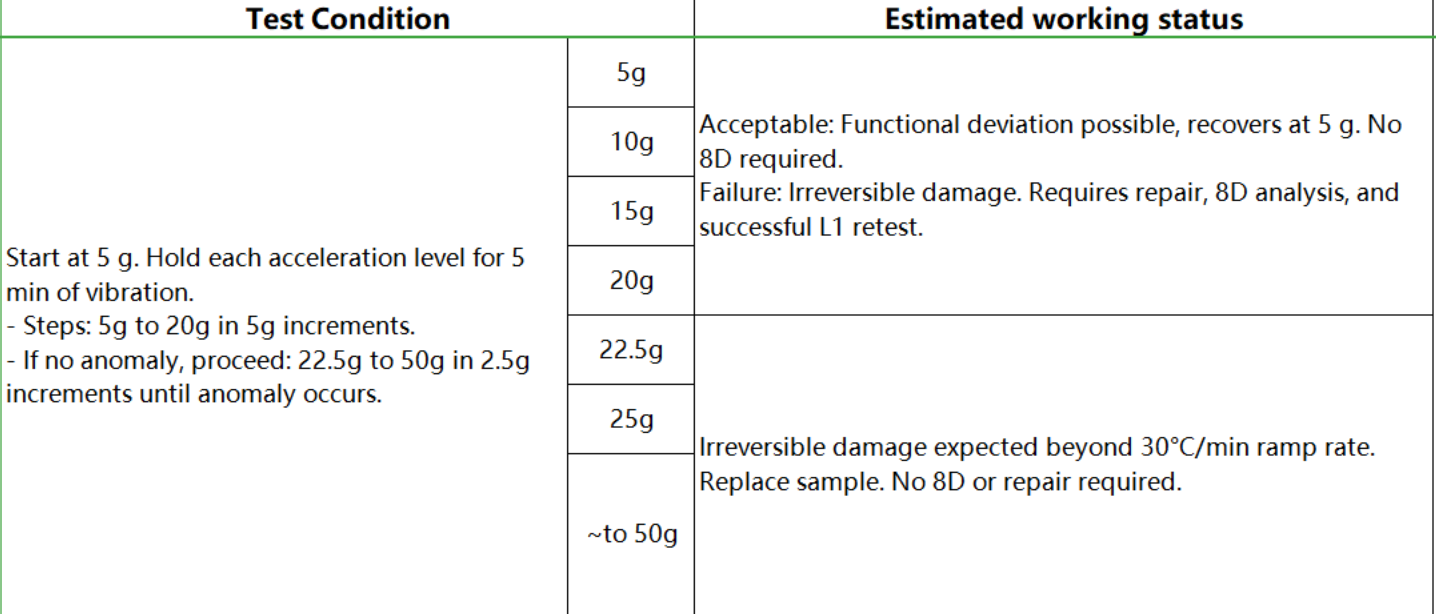 Test Condition
Estimated working status
Start at 5 g. Hold each acceleration level for 5
min of vibration.
- Steps: 5g to 20g in 5g increments.
- If no anomaly, proceed: 22.5g to 50g in 2.5g
increments until anomaly occurs.
5g
10g
15g
20g
22.5g
25g
~to 50g
Acceptable: Functional deviation possible, recovers at 5 g. No
8D required.
Failure: Irreversible damage. Requires repair, 8D analysis, and
successful L1 retest.
Irreversible damage expected beyond 30°C/min ramp rate.
Replace sample. No 8D or repair required.